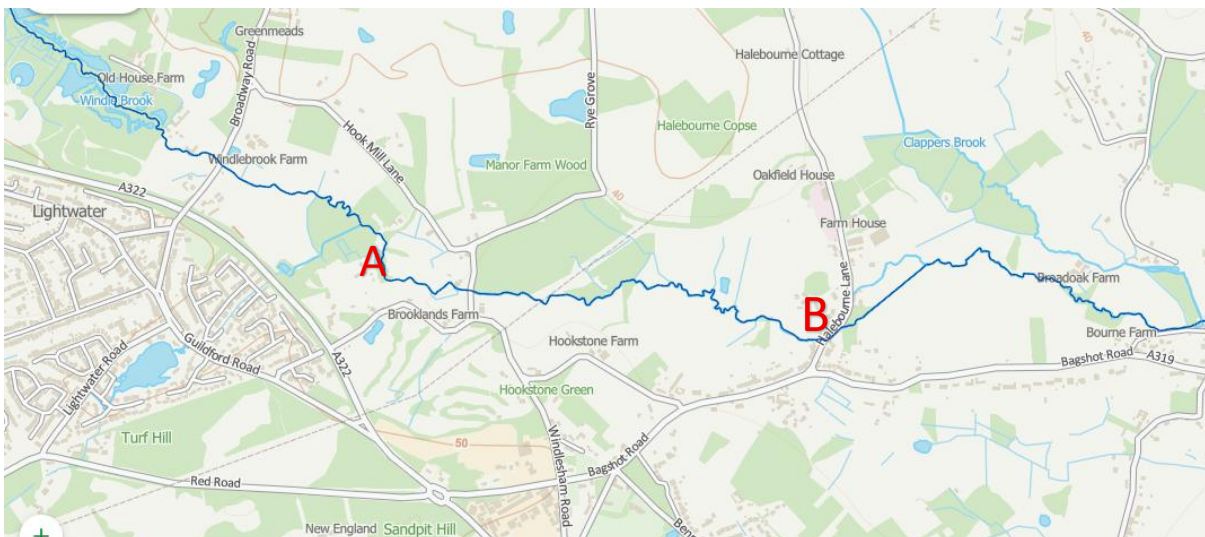 Greenmeads
Broadway Road
Old House Farm
Windle Brook
Halebourne Cottage
40
Rye Grove
Hook Mill Lane
Halebourne Copse
Clappers Brook
Windlebrook Farm
Manor Farm Wood
A322
Oakfield House
40
Lightwater
Farm House
A
Halebourne Lane
Broadoak Farm
B
Brooklands Farm
Bourne Farm
Guildford Road
A322
Hookstone Farm
Bagshot Road
A319
Lightwater Road
Hookstone Green
Turf Hill
50
Windlesham Road
Bagshot Road
Red Road
New England
Sandpit Hill
+